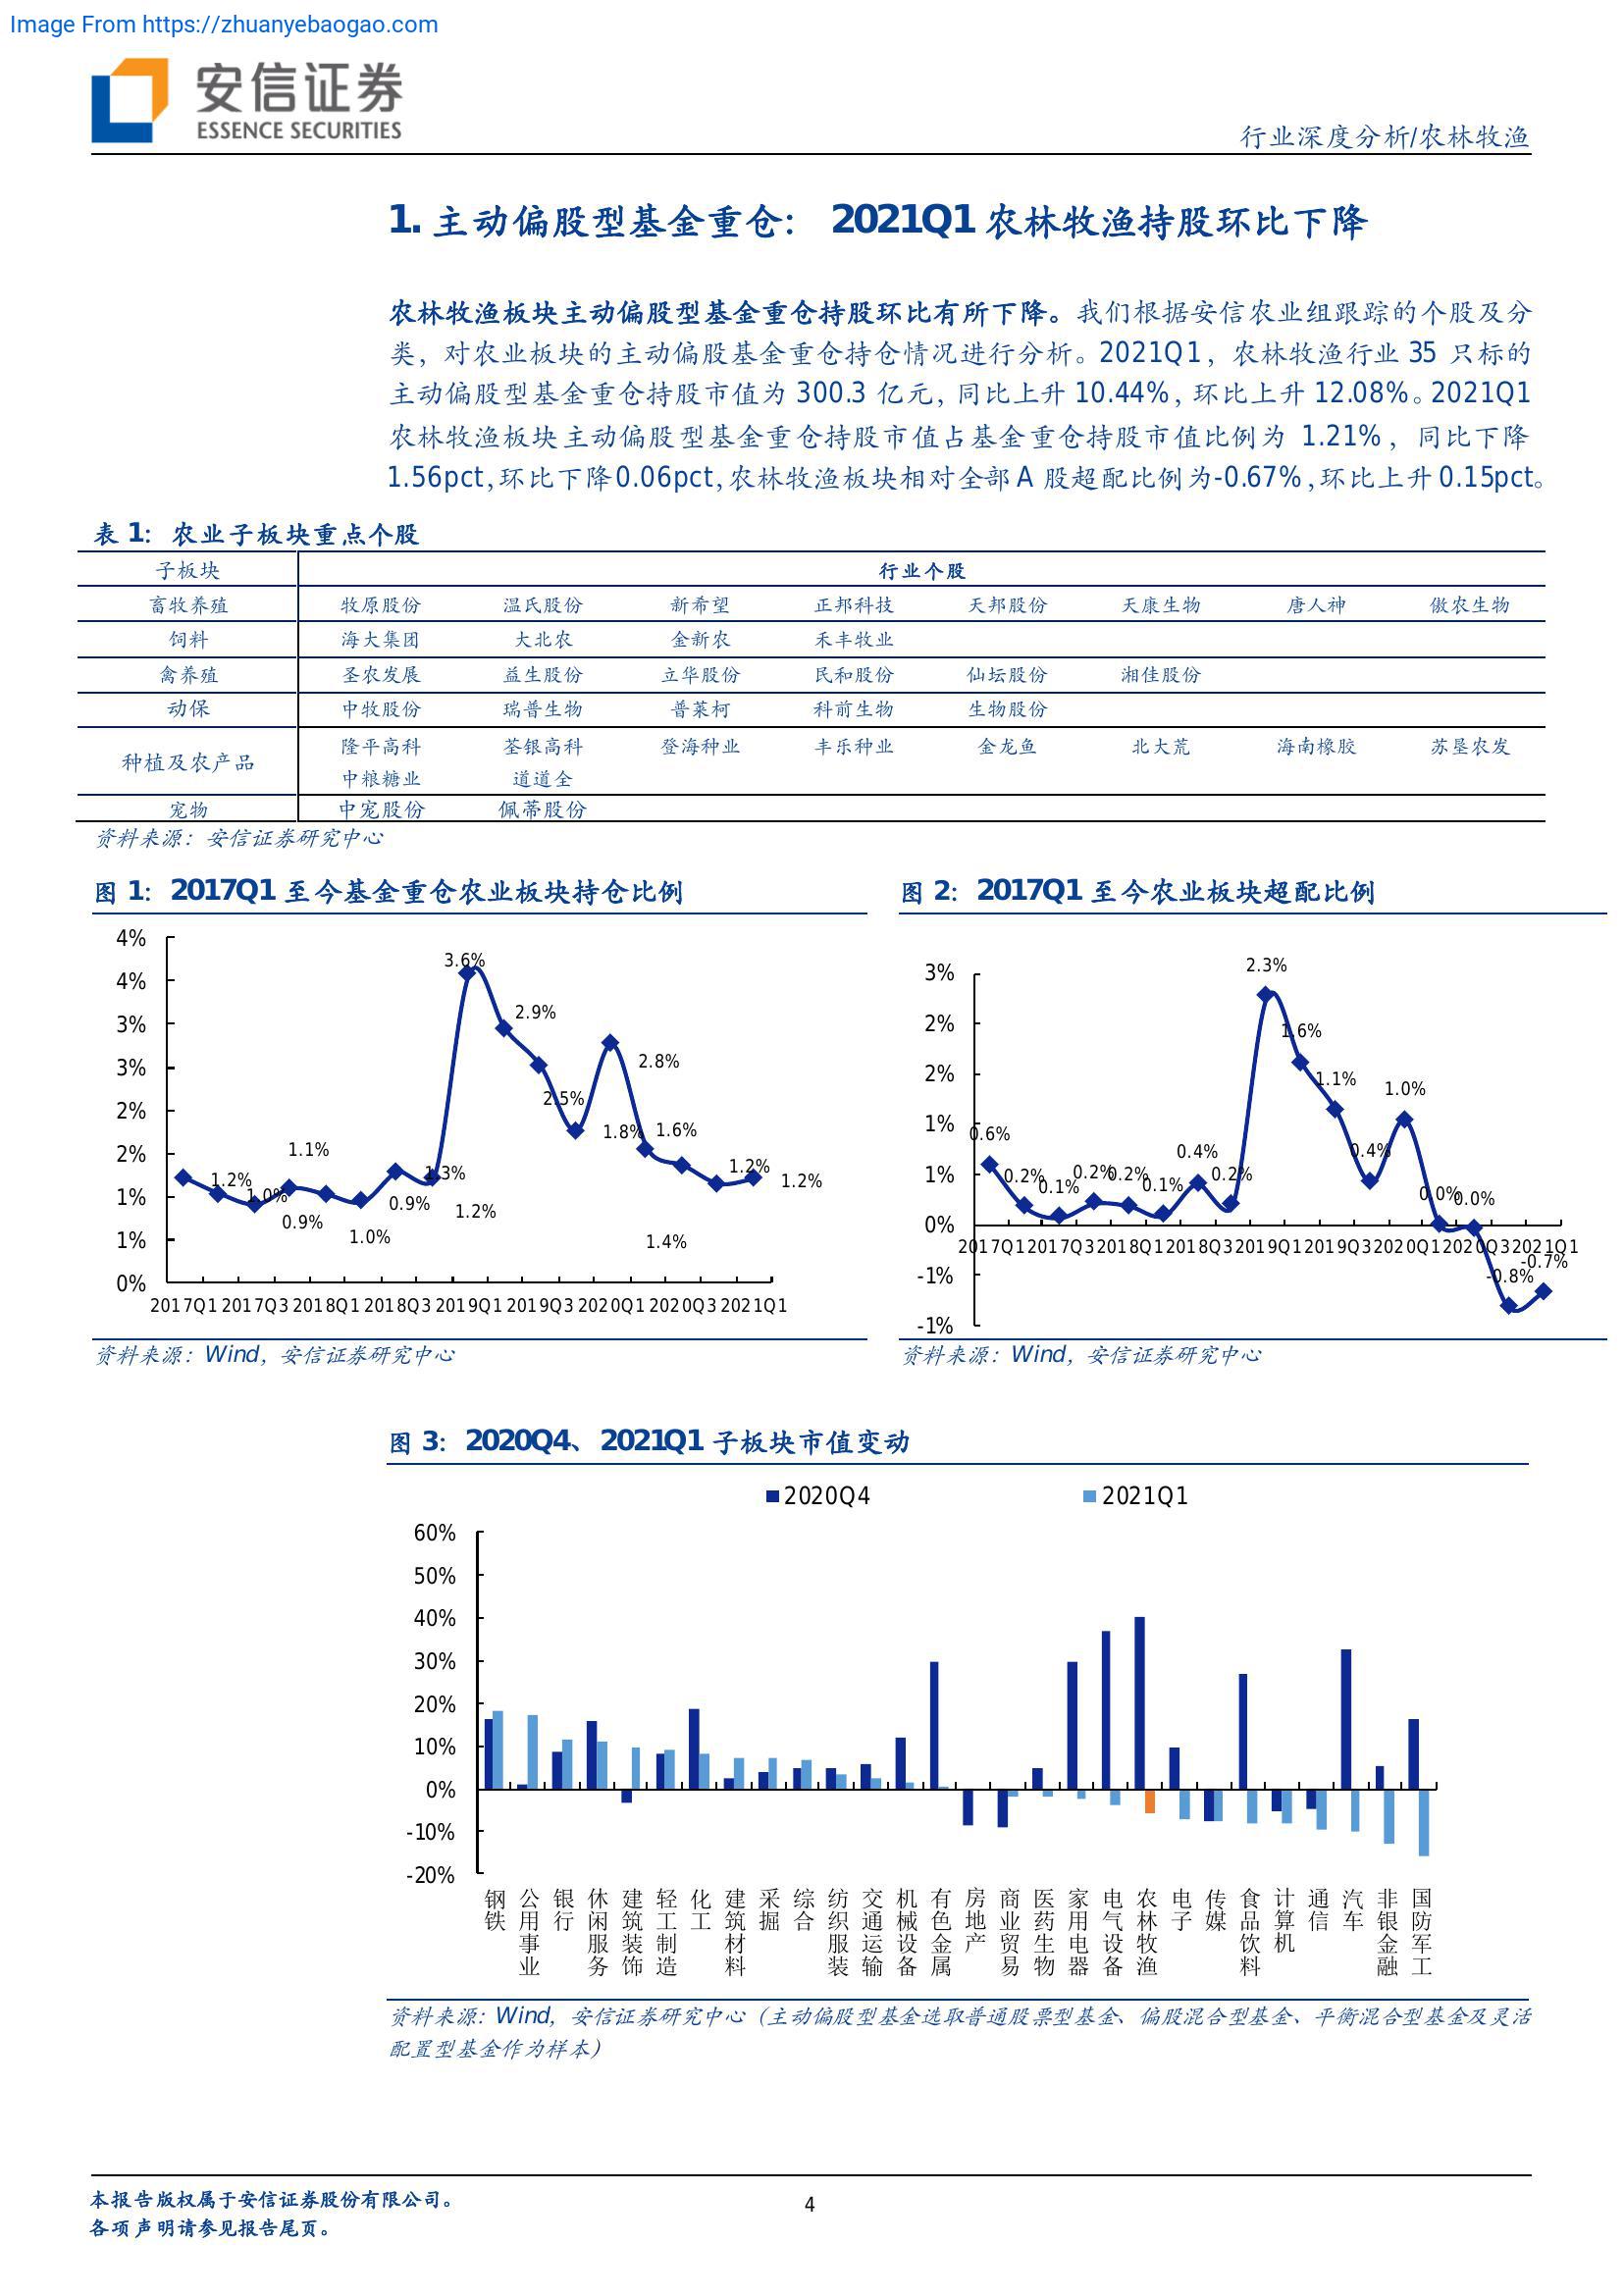 Image From https://zhuanyebaogao.com
安信证券
ESSENCE SECURITIES
行业深度分析/农林牧渔
1. 主动偏股型基金重仓： 2021Q1 农林牧渔持股环比下降
农林牧渔板块主动偏股型基金重仓持股环比有所下降。我们根据安信农业组跟踪的个股及分
类，对农业板块的主动偏股基金重仓持仓情况进行分析。2021Q1，农林牧渔行业 35 只标的
主动偏股型基金重仓持股市值为 300.3 亿元，同比上升 10.44%，环比上升 12.08%。2021Q1
农林牧渔板块主动偏股型基金重仓持股市值占基金重仓持股市值比例为 1.21%，同比下降
1.56pct，环比下降0.06pct，农林牧渔板块相对全部A 股超配比例为-0.67%，环比上升0.15pct。
表 1：农业子板块重点个股
子板块 行业个股
畜牧养殖 牧原股份 温氏股份 新希望 正邦科技 天邦股份 天康生物 唐人神 傲农生物
饲料 海大集团 大北农 金新农 禾丰牧业
禽养殖 圣农发展 益生股份 立华股份 民和股份 仙坛股份 湘佳股份
动保 中牧股份 瑞普生物 普莱柯 科前生物 生物股份
种植及农产品 隆平高科 荃银高科 登海种业 丰乐种业 金龙鱼 北大荒 海南橡胶 苏垦农发
中粮糖业 道道全
宠物 中宠股份 佩蒂股份
资料来源：安信证券研究中心
图 1：2017Q1 至今基金重仓农业板块持仓比例
4%
4%
3%
3%
2%
2%
1%
1%
0%
1.2%
1.0%
0.9%
1.1%
1.0%
0.9%
1.3%
1.2%
3.6%
2.9%
2.5%
1.8%
2.8%
1.6%
1.4%
1.2%
1.2%
2017Q1 2017Q3 2018Q1 2018Q3 2019Q1 2019Q3 2020Q1 2020Q3 2021Q1
资料来源：Wind，安信证券研究中心
图 2：2017Q1 至今农业板块超配比例
3%
2%
2%
1%
1%
0%
-1%
-1%
0.6%
0.2%
0.1%
0.2%
0.2%
0.1%
0.4%
0.2%
2.3%
1.6%
1.1%
0.4%
1.0%
0.0%
0.0%
-0.8%
-0.7%
2017Q1 2017Q3 2018Q1 2018Q3 2019Q1 2019Q3 2020Q1 2020Q3 2021Q1
资料来源：Wind，安信证券研究中心
图 3：2020Q4、2021Q1 子板块市值变动
2020Q4 2021Q1
60%
50%
40%
30%
20%
10%
0%
-10%
-20%
钢铁 公用事业 银行 休闲服务 建筑装饰 轻工制造 化工 建筑材料 采掘 综合 纺织服装 交通运输 机械设备 有色金属 房地产 商业贸易 医药生物 家用电器 电气设备 农林牧渔 电子 传媒 食品饮料 计算机 通信 汽车 非银金融 国防军工
资料来源：Wind，安信证券研究中心（主动偏股型基金选取普通股票型基金、偏股混合型基金、平衡混合型基金及灵活
配置型基金作为样本）
本报告版权属于安信证券股份有限公司。
各项声明请参见报告尾页。
4